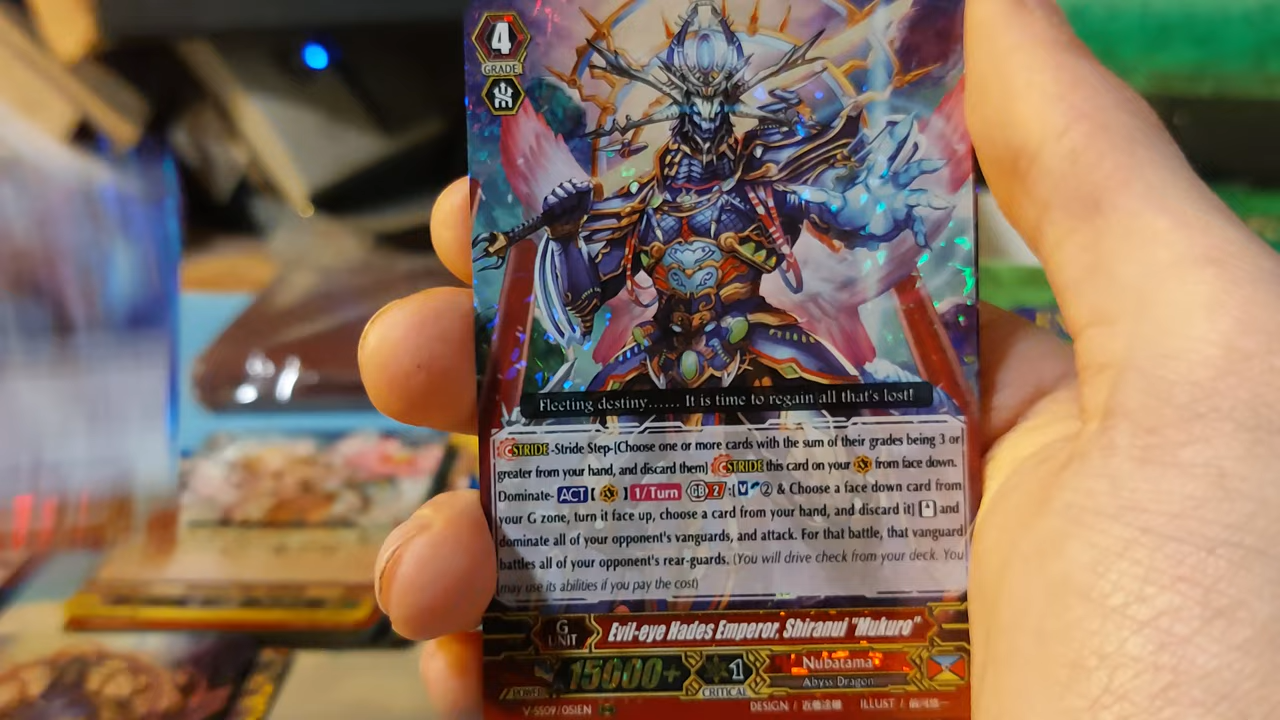 4
GRADE
Fleeting destiny...... It is time to regain all that's lost!
STRIDE -Stride Step-[Choose one or more cards with the sum of their grades being 3 or
greater from your hand, and discard them] STRIDE this card on your V from face down.
Dominate- ACT [ V ] 1/Turn GB 2 :[ ② & Choose a face down card from
your G zone, turn it face up, choose a card from your hand, and discard it] and
dominate all of your opponent's vanguards, and attack. For that battle, that vanguard
battles all of your opponent's rear-guards. (You will drive check from your deck. You
may use its abilities if you pay the cost)
G UNIT
Evil-eye Hades Emperor, Shiranui "Mukuro"
POWER 15000+ 1 CRITICAL
Nubatama
Abyss Dragon
V-SS09/051EN DESIGN / ILLUST /